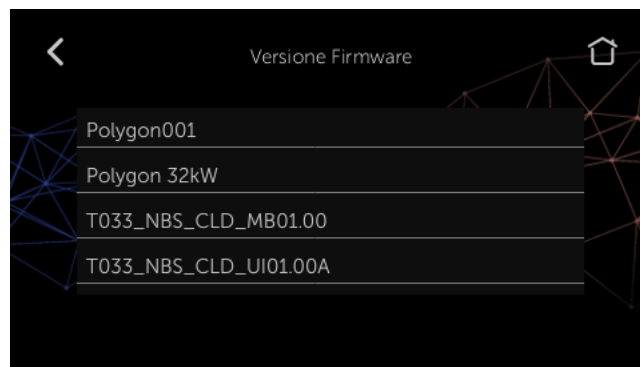 Versione Firmware
Polygon001
Polygon 32kW
T033_NBS_CLD_MB01.00
T033_NBS_CLD_UI01.00A